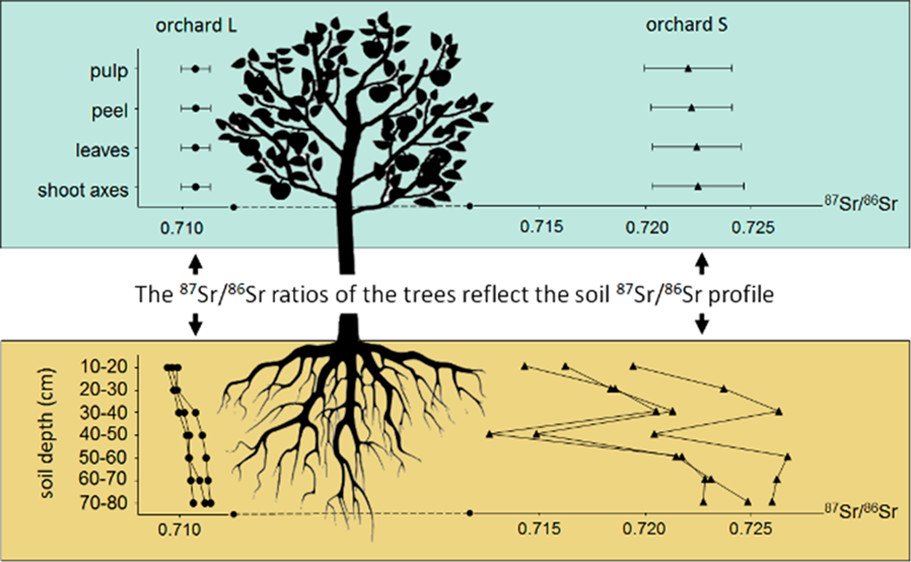 orchard L
orchard S
pulp
peel
leaves
shoot axes
⁸⁷Sr/⁸⁶Sr
0.710
0.715
0.720
0.725
The ⁸⁷Sr/⁸⁶Sr ratios of the trees reflect the soil ⁸⁷Sr/⁸⁶Sr profile
soil depth (cm)
10-20
20-30
30-40
40-50
50-60
60-70
70-80
⁸⁷Sr/⁸⁶Sr
0.710
0.715
0.720
0.725